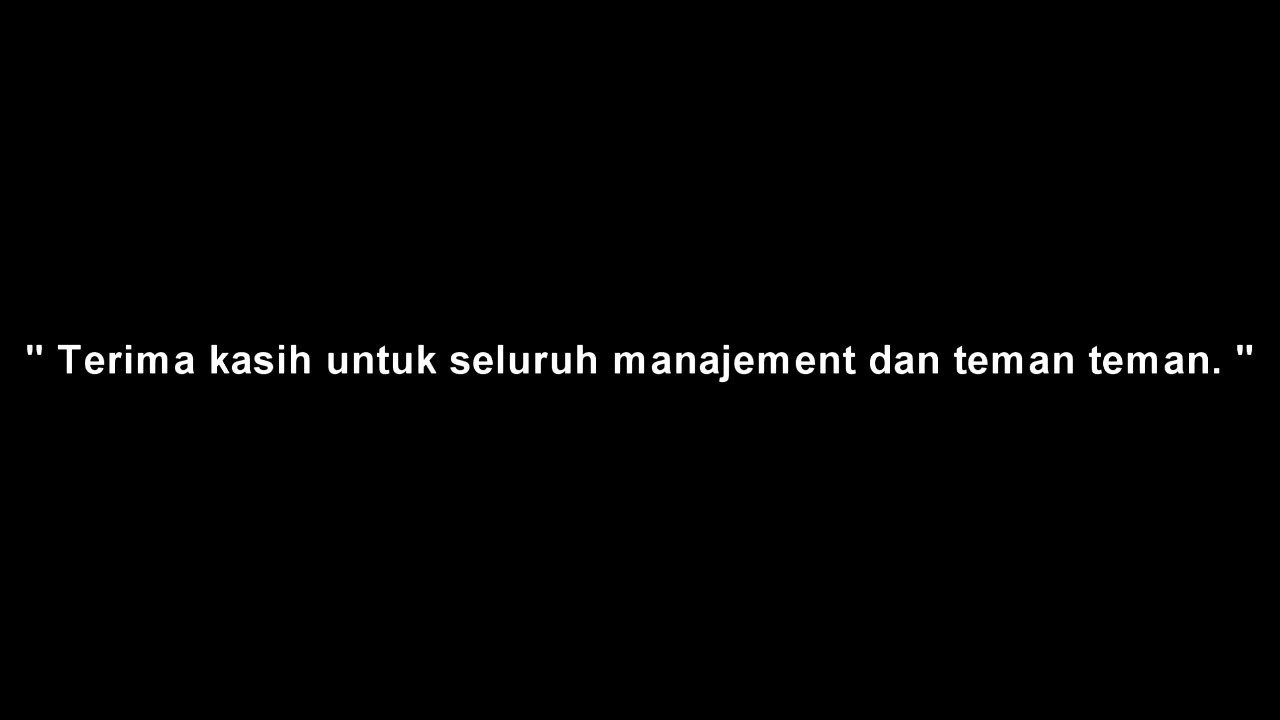 " Terima kasih untuk seluruh manajement dan teman teman. "